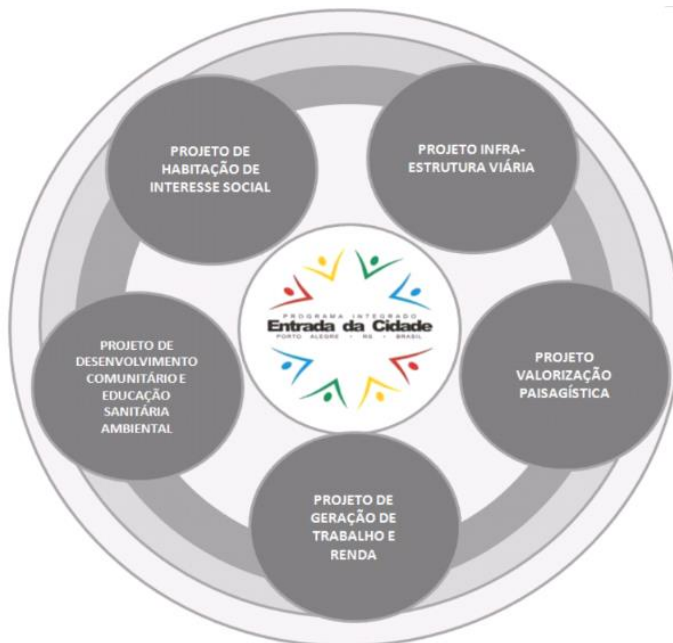 PROJETO DE
HABITAÇÃO DE
INTERESSE SOCIAL
PROJETO INFRA-
ESTRUTURA VIÁRIA
PROGRAMA INTEGRADO
Entrada da Cidade
PORTO ALEGRE - RS - BRASIL
PROJETO DE
DESENVOLVIMENTO
COMUNITÁRIO E
EDUCAÇÃO
SANITÁRIA
AMBIENTAL
PROJETO
VALORIZAÇÃO
PAISAGÍSTICA
PROJETO DE
GERAÇÃO DE
TRABALHO E
RENDA